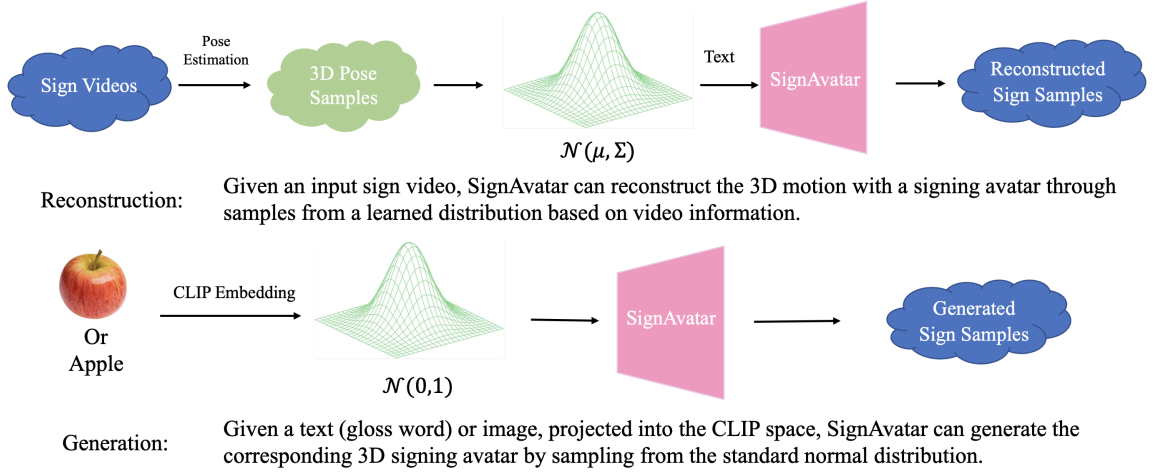 Sign Videos
Pose
Estimation
3D Pose
Samples
𝒩(μ, Σ)
Text
SignAvatar
Reconstructed
Sign Samples
Reconstruction:
Given an input sign video, SignAvatar can reconstruct the 3D motion with a signing avatar through
samples from a learned distribution based on video information.
Or
Apple
CLIP Embedding
𝒩(0,1)
SignAvatar
Generated
Sign Samples
Generation:
Given a text (gloss word) or image, projected into the CLIP space, SignAvatar can generate the
corresponding 3D signing avatar by sampling from the standard normal distribution.